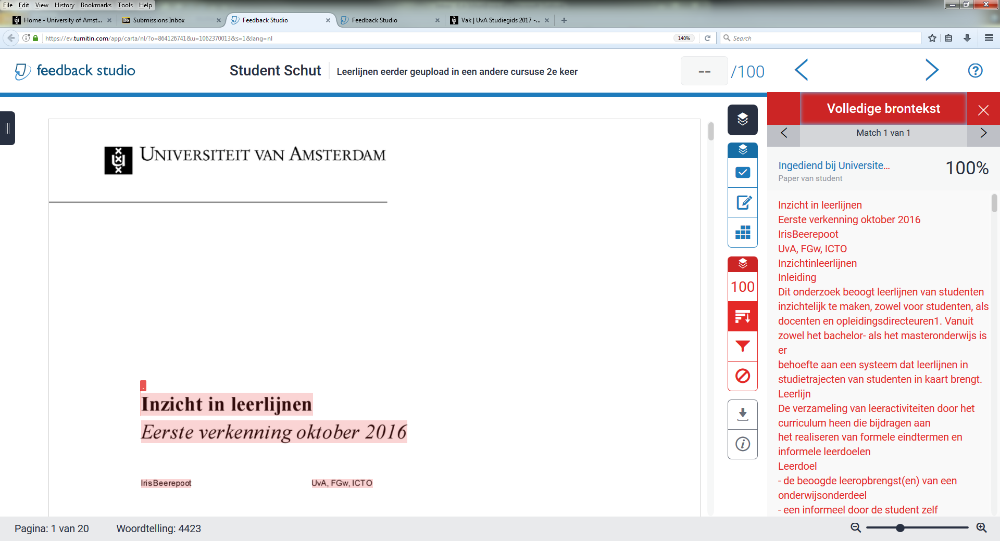 File Edit View History Bookmarks Tools Help
Home - University of Amst...
Bb Submissions Inbox
Feedback Studio
Feedback Studio
Vak | UvA Studiegids 2017 -...
https://ev.turnitin.com/app/carta/nl/?o=864126741&u=1062370013&s=1&lang=nl
140%
Search
feedback studio
Student Schut
Leerlijnen eerder geupload in een andere cursuse 2e keer
-- /100
UNIVERSITEIT VAN AMSTERDAM
Inzicht in leerlijnen
Eerste verkenning oktober 2016
IrisBeerepoot
UvA, FGw, ICTO
100
Volledige brontekst
Match 1 van 1
Ingediend bij Universite...
100%
Paper van student
Inzicht in leerlijnen
Eerste verkenning oktober 2016
IrisBeerepoot
UvA, FGw, ICTO
Inzichtinleerlijnen
Inleiding
Dit onderzoek beoogt leerlijnen van studenten
inzichtelijk te maken, zowel voor studenten, als
docenten en opleidingsdirecteuren1. Vanuit
zowel het bachelor- als het masteronderwijs is
er
behoefte aan een systeem dat leerlijnen in
studietrajecten van studenten in kaart brengt.
Leerlijn
De verzameling van leeractiviteiten door het
curriculum heen die bijdragen aan
het realiseren van formele eindtermen en
informele leerdoelen
Leerdoel
- de beoogde leeropbrengst(en) van een
onderwijsonderdeel
- een informeel door de student zelf
Pagina: 1 van 20
Woordtelling: 4423